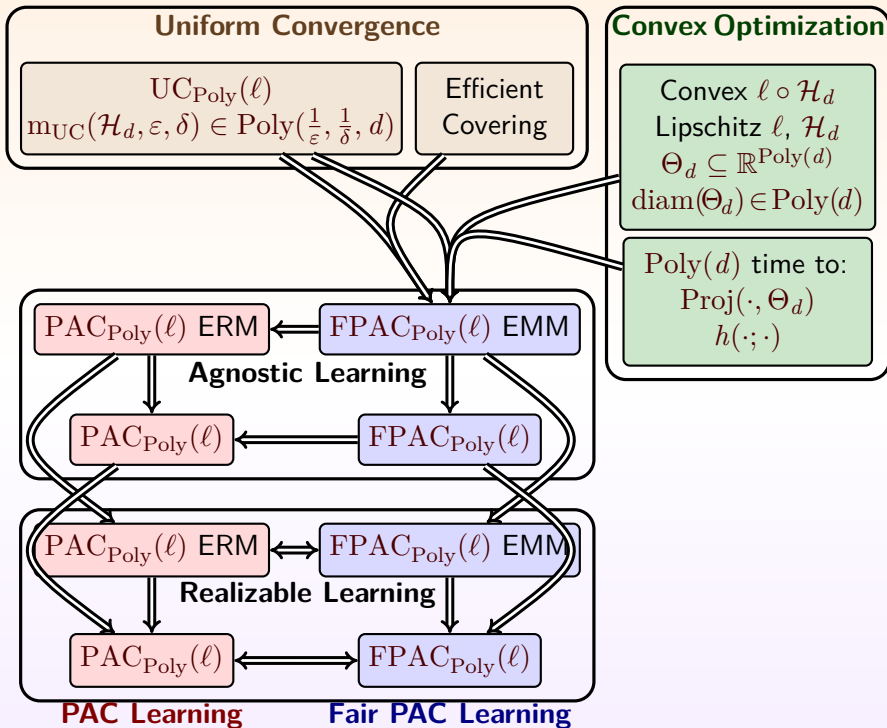 Uniform Convergence
UC_Poly(ℓ)
m_UC(ℋ_d, ε, δ) ∈ Poly(1/ε, 1/δ, d)
Efficient
Covering
Convex Optimization
Convex ℓ ∘ ℋ_d
Lipschitz ℓ, ℋ_d
Θ_d ⊆ ℝ^Poly(d)
diam(Θ_d) ∈ Poly(d)
Poly(d) time to:
Proj(·, Θ_d)
h(·; ·)
PAC_Poly(ℓ) ERM
FPAC_Poly(ℓ) EMM
Agnostic Learning
PAC_Poly(ℓ)
FPAC_Poly(ℓ)
PAC_Poly(ℓ) ERM
FPAC_Poly(ℓ) EMM
Realizable Learning
PAC_Poly(ℓ)
FPAC_Poly(ℓ)
PAC Learning
Fair PAC Learning